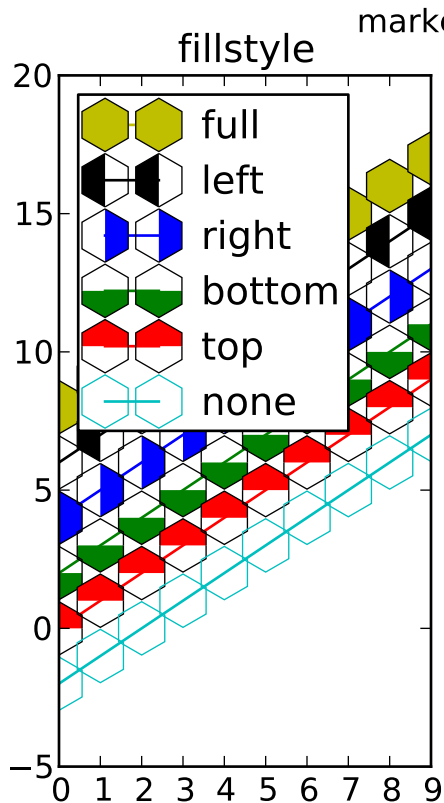 marke
fillstyle
20
15
10
5
0
−5
full
left
right
bottom
top
none
0 1 2 3 4 5 6 7 8 9